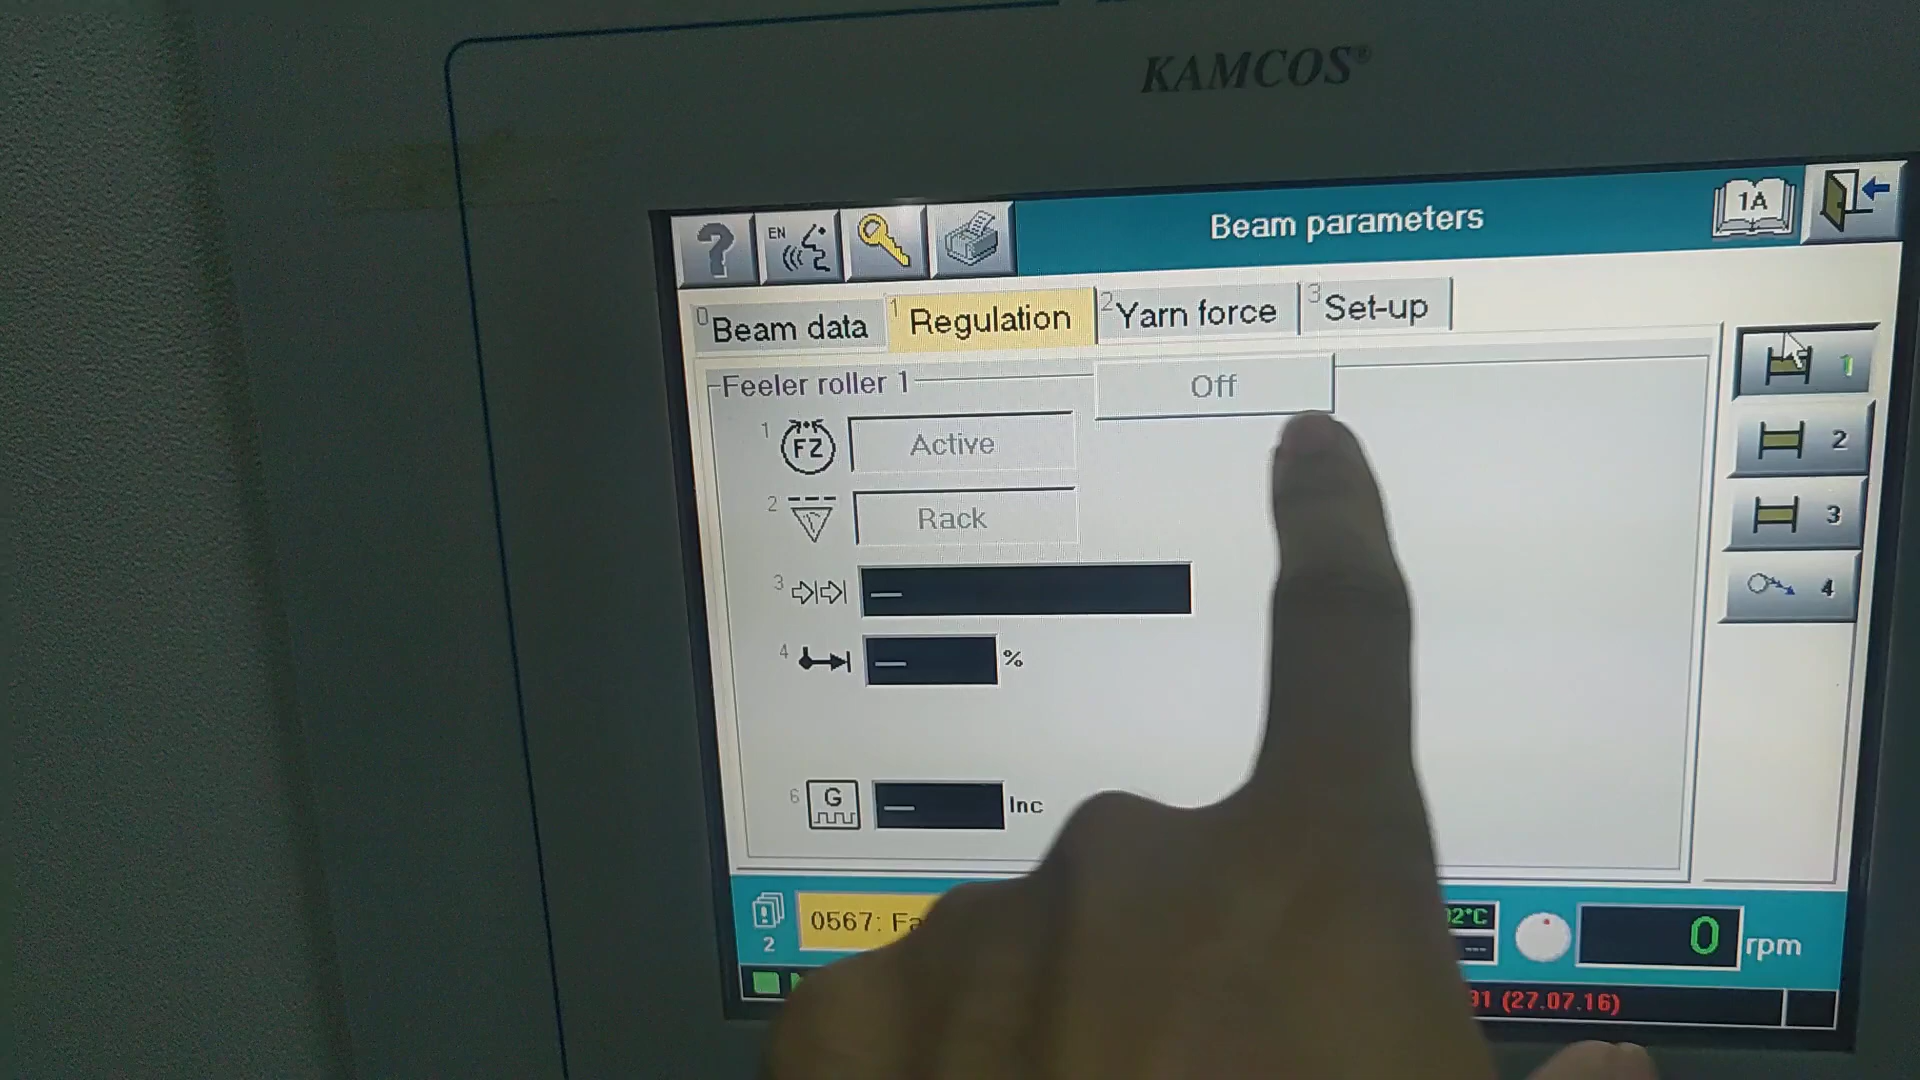 KAMCOS®
EN
Beam parameters
1A
0 Beam data
1 Regulation
2 Yarn force
3 Set-up
Feeler roller 1
Off
1 FZ Active
2 Rack
3
4 %
6 G Inc
1
2
3
4
2
0567:
2°C
0 rpm
(27.07.16)